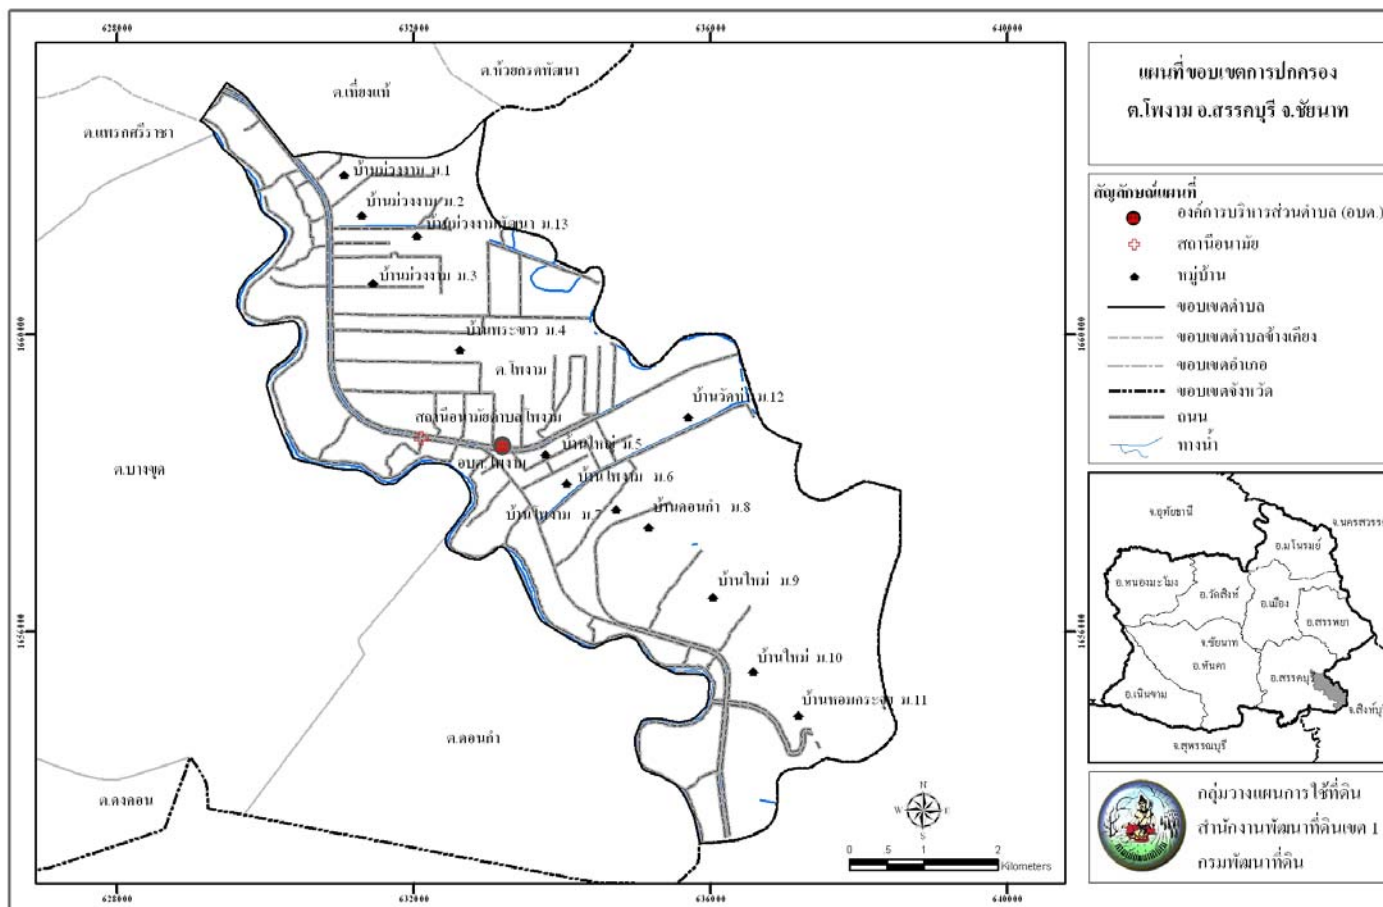 628000
632000
636000
640000
ต.ห้วยกรดพัฒนา
ต.เที่ยงแท้
ต.แพรกศรีราชา
บ้านม่วงงาม ม.1
บ้านม่วงงาม ม.2
บ้านม่วงงามพัฒนา ม.13
บ้านม่วงงาม ม.3
1660000
1660000
บ้านพระขาว ม.4
ต.โพงาม
บ้านวัดทุ่ง ม.12
สถานีอนามัยตำบลโพงาม
บ้านใหญ่ ม.5
อบต.โพงาม
ต.บางขุด
บ้านโพงาม ม.6
บ้านโพงาม ม.7
บ้านดอนกำ ม.8
บ้านใหม่ ม.9
1656000
1656000
บ้านใหม่ ม.10
บ้านหอมกระจุย ม.11
ต.ดอนกำ
ต.ดงคอน
N
W
E
S
0 .5 1 2
Kilometers
628000
632000
636000
640000
แผนที่ขอบเขตการปกครอง
ต.โพงาม อ.สรรคบุรี จ.ชัยนาท
สัญลักษณ์แผนที่
องค์การบริหารส่วนตำบล (อบต.)
สถานีอนามัย
หมู่บ้าน
ขอบเขตตำบล
ขอบเขตตำบลข้างเคียง
ขอบเขตอำเภอ
ขอบเขตจังหวัด
ถนน
ทางน้ำ
จ.อุทัยธานี
จ.นครสวรรค์
อ.มโนรมย์
อ.หนองมะโมง
อ.วัดสิงห์
อ.เมือง
อ.สรรพยา
จ.ชัยนาท
อ.หันคา
อ.สรรคบุรี
อ.เนินขาม
จ.สิงห์บุรี
จ.สุพรรณบุรี
กลุ่มวางแผนการใช้ที่ดิน
สำนักงานพัฒนาที่ดินเขต 1
กรมพัฒนาที่ดิน